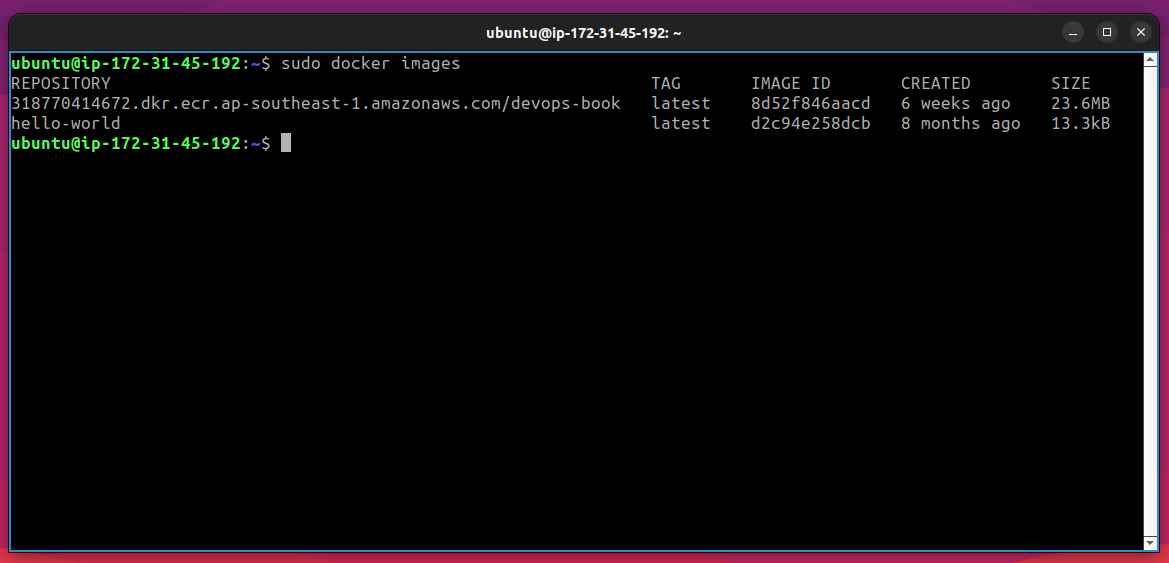 ubuntu@ip-172-31-45-192: ~
ubuntu@ip-172-31-45-192:~$ sudo docker images
REPOSITORY TAG IMAGE ID CREATED SIZE
318770414672.dkr.ecr.ap-southeast-1.amazonaws.com/devops-book latest 8d52f846aacd 6 weeks ago 23.6MB
hello-world latest d2c94e258dcb 8 months ago 13.3kB
ubuntu@ip-172-31-45-192:~$